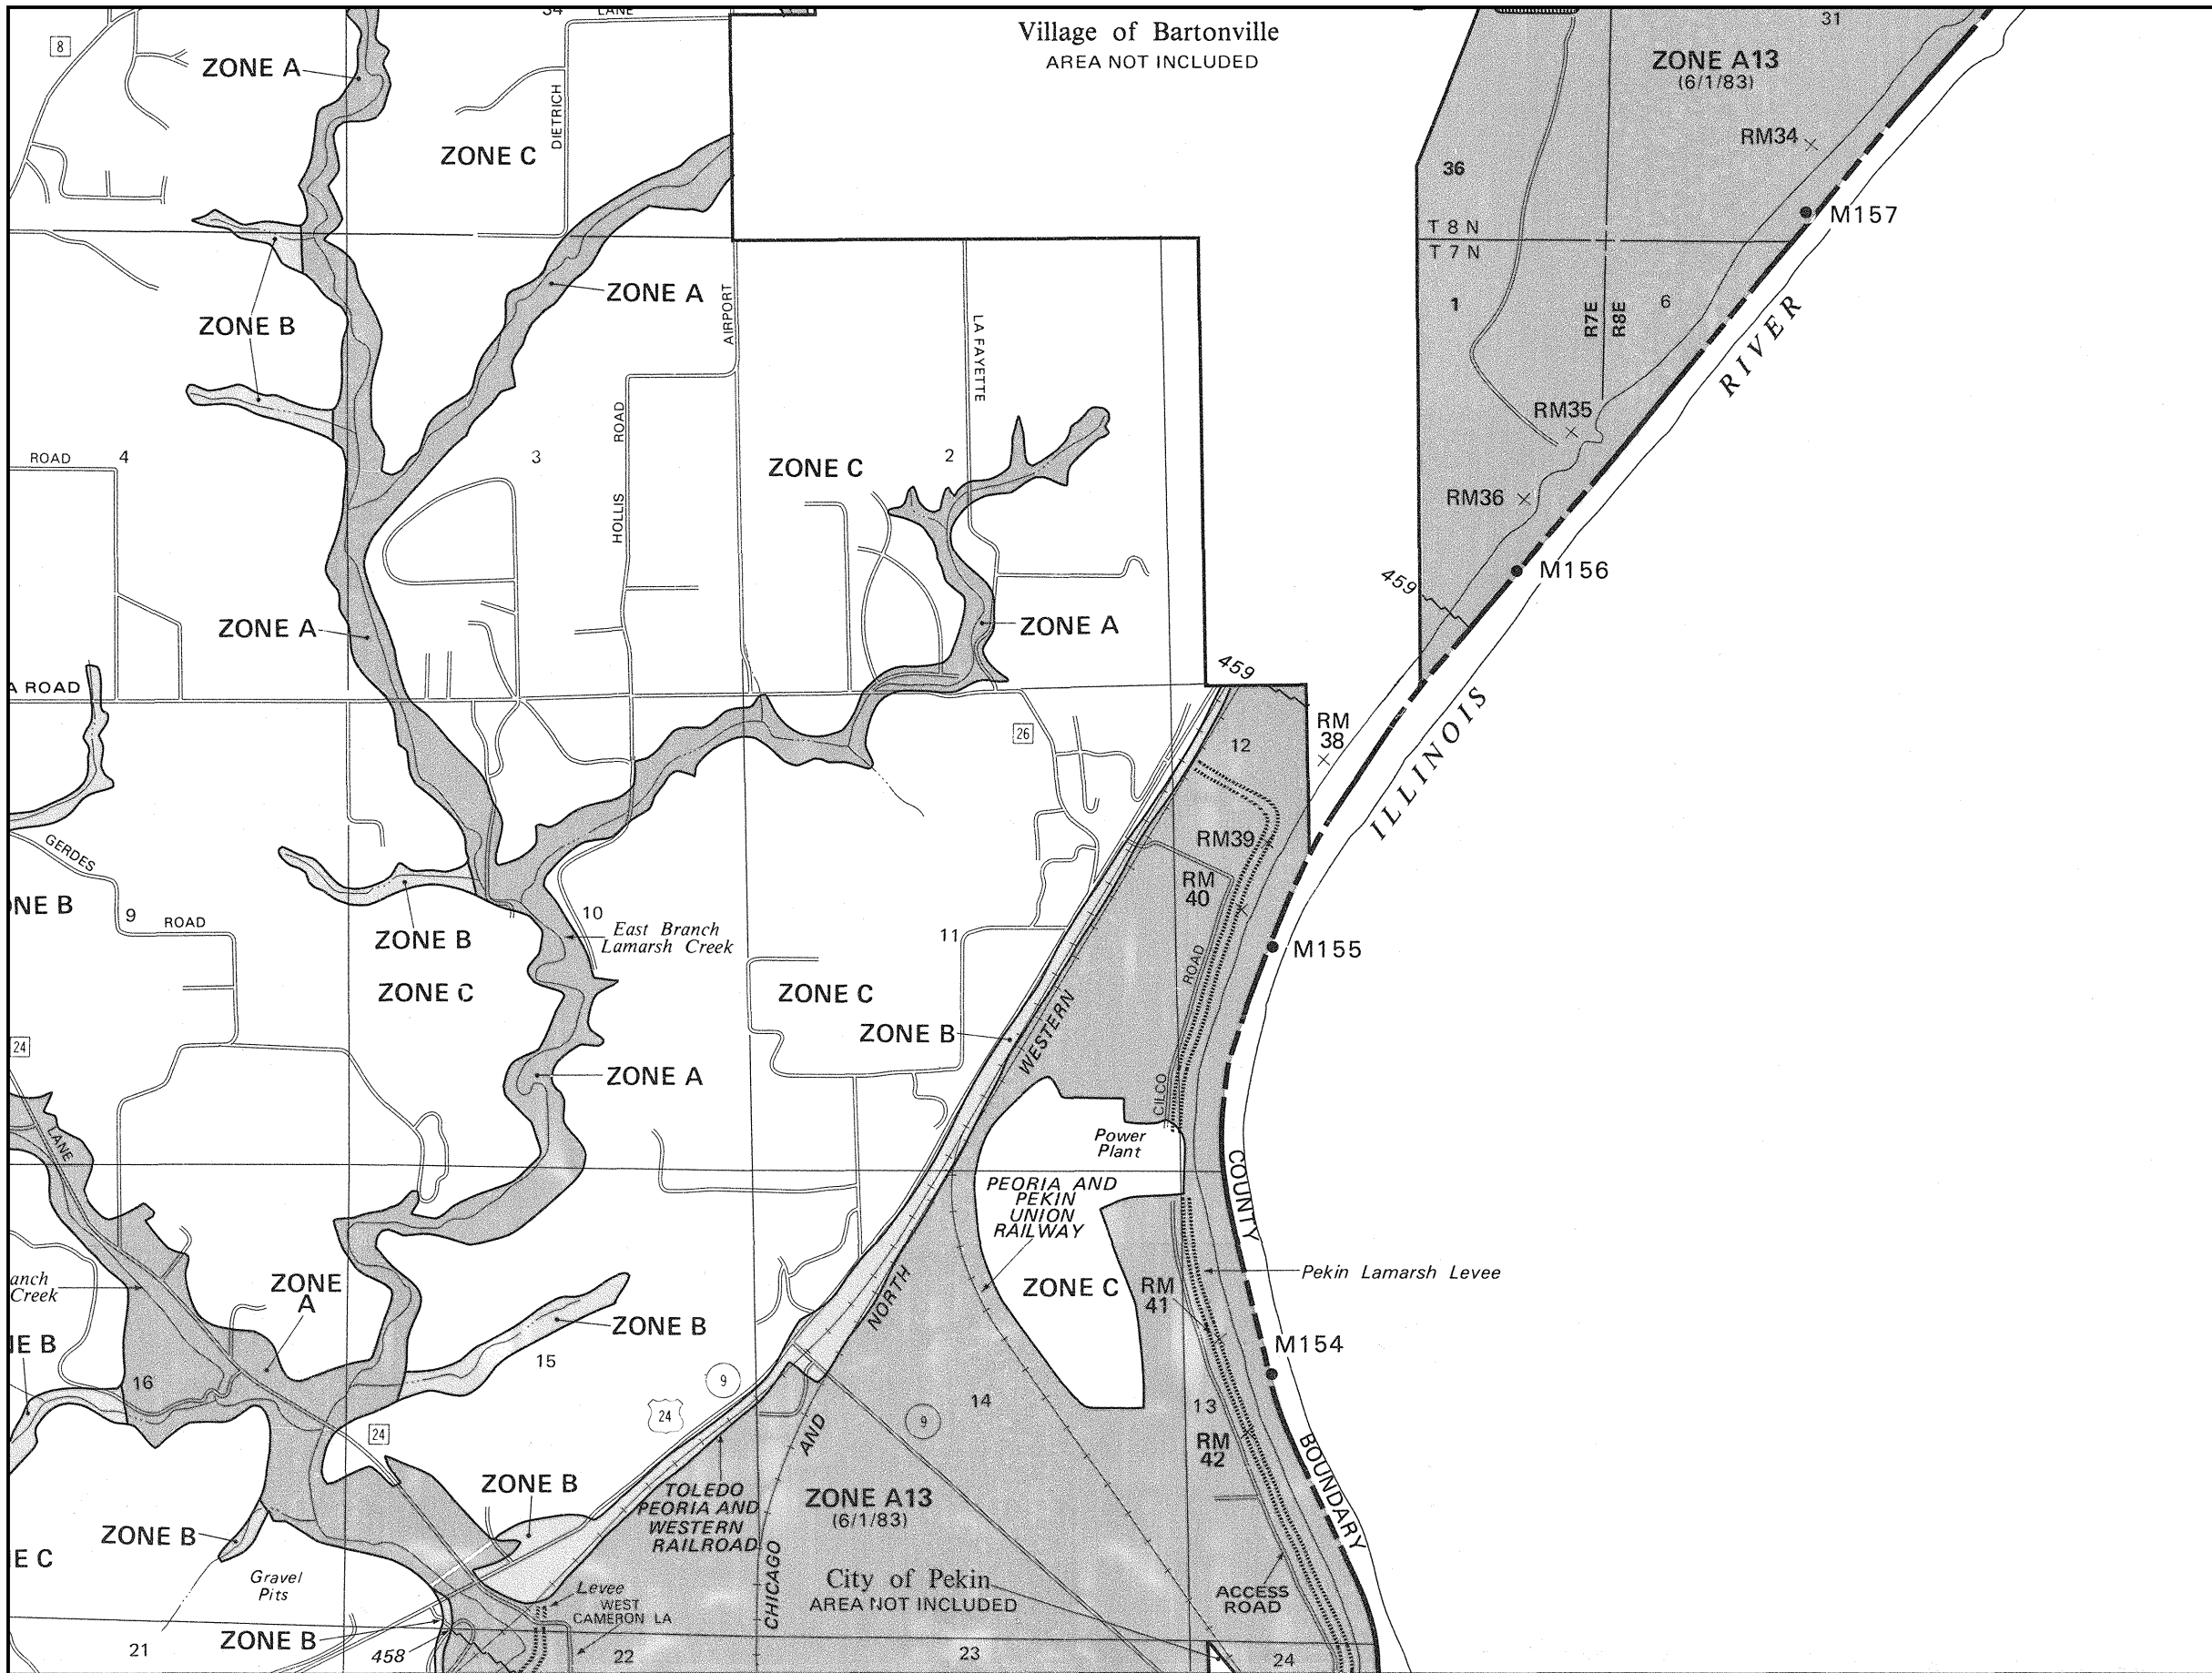 34 LANE
Village of Bartonville
AREA NOT INCLUDED
31
8
ZONE A
ZONE A13
(6/1/83)
DIETRICH
ZONE C
RM34
36
M157
T 8 N
T 7 N
ZONE A
AIRPORT
ZONE B
1
R7E
R8E
6
RIVER
LA FAYETTE
RM35
ROAD
4
3
HOLLIS
ROAD
ZONE C
2
RM36
459
M156
ZONE A
ZONE A
459
A ROAD
26
12
RM
38
ILLINOIS
RM39
GERDES
RM
40
NE B
9
ROAD
10
East Branch
Lamarsh Creek
ZONE B
11
M155
ROAD
ZONE C
ZONE C
ZONE B
WESTERN
24
ZONE A
CILCO
LANE
Power
Plant
COUNTY
PEORIA AND
PEKIN
UNION
RAILWAY
anch
Creek
ZONE
A
Pekin Lamarsh Levee
NORTH
ZONE C
RM
41
ZONE B
E B
M154
15
16
9
24
14
9
13
24
AND
RM
42
BOUNDARY
ZONE B
TOLEDO
PEORIA AND
WESTERN
RAILROAD
ZONE A13
(6/1/83)
ZONE B
E C
CHICAGO
Gravel
Pits
City of Pekin
AREA NOT INCLUDED
Levee
WEST
CAMERON LA
ACCESS
ROAD
ZONE B
21
458
22
23
24